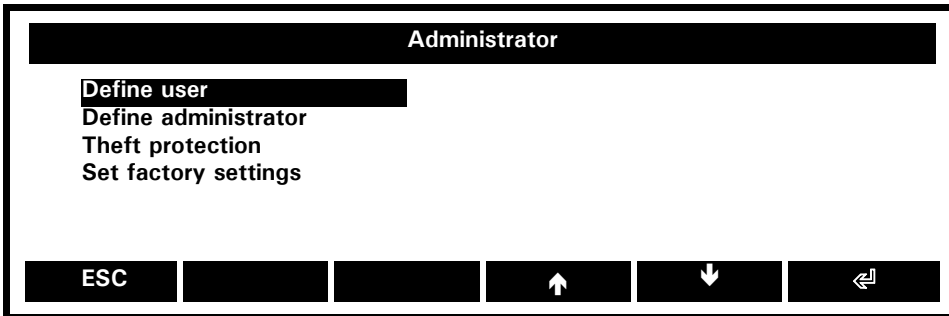 Administrator
Define user
Define administrator
Theft protection
Set factory settings
ESC